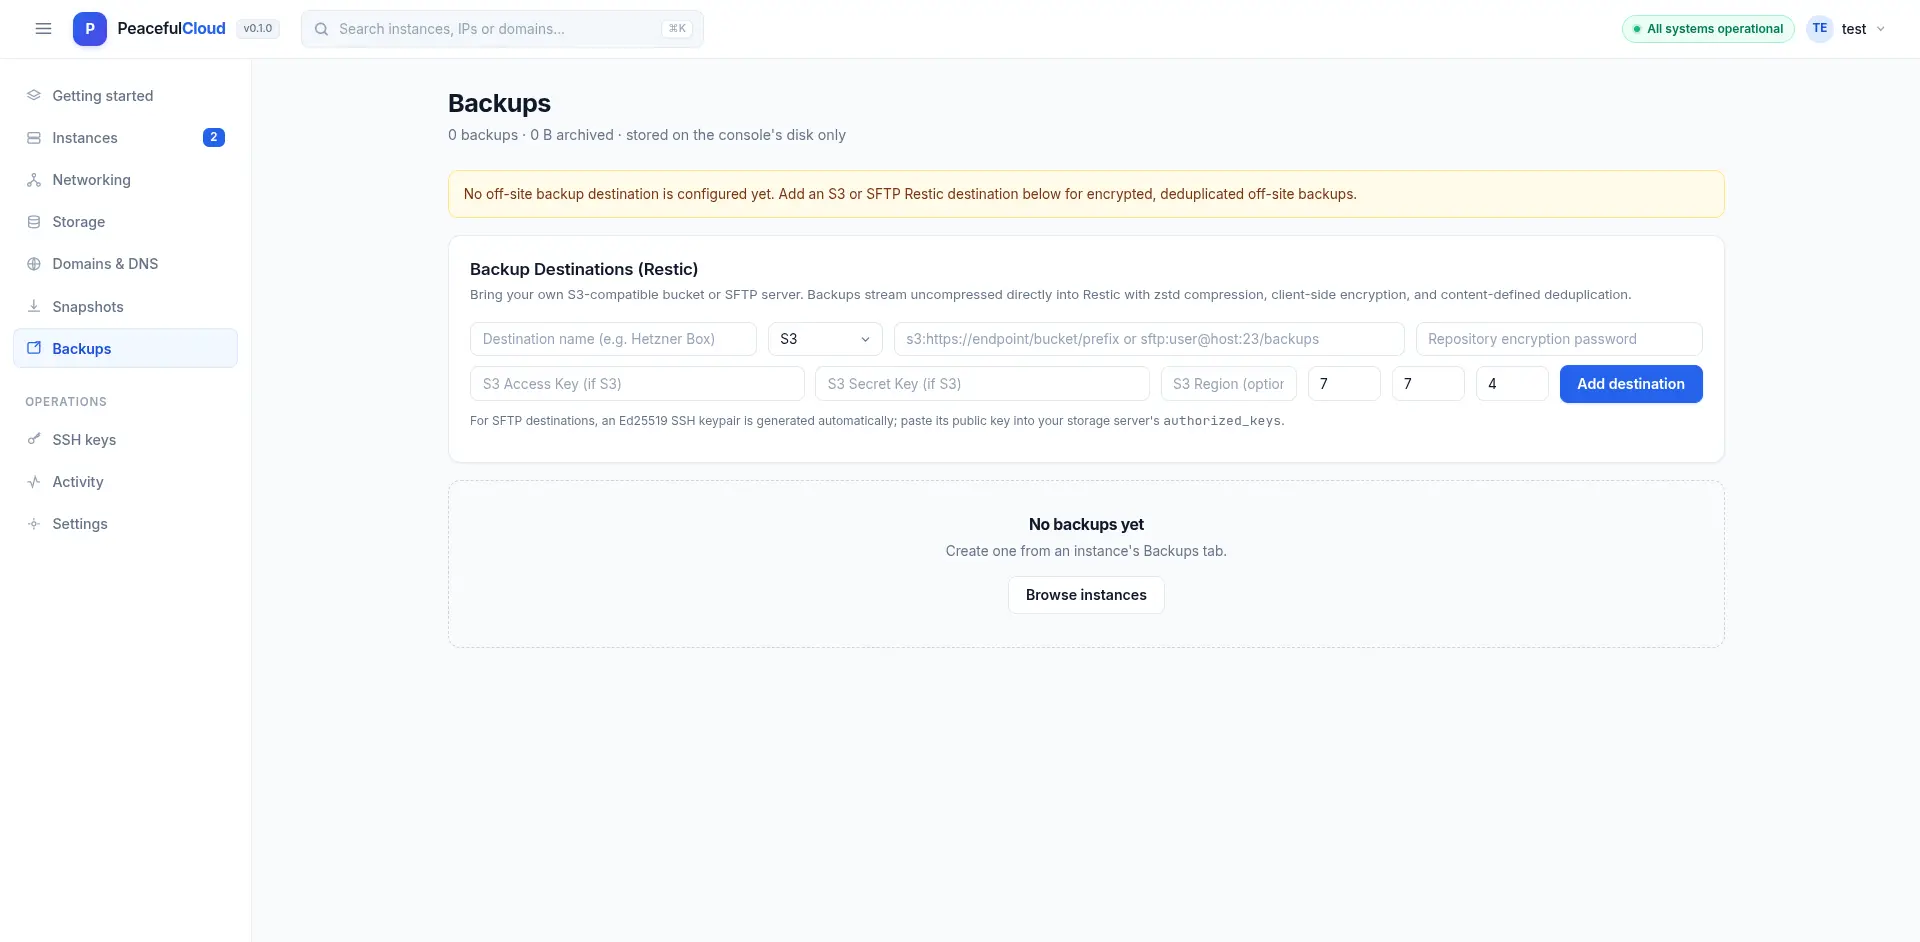 P PeacefulCloud v0.1.0 Search instances, IPs or domains... ⌘K All systems operational TE test
Getting started
Instances 2
Networking
Storage
Domains & DNS
Snapshots
Backups
OPERATIONS
SSH keys
Activity
Settings
Backups
0 backups · 0 B archived · stored on the console's disk only
No off-site backup destination is configured yet. Add an S3 or SFTP Restic destination below for encrypted, deduplicated off-site backups.
Backup Destinations (Restic)
Bring your own S3-compatible bucket or SFTP server. Backups stream uncompressed directly into Restic with zstd compression, client-side encryption, and content-defined deduplication.
Destination name (e.g. Hetzner Box) S3 s3:https://endpoint/bucket/prefix or sftp:user@host:23/backups Repository encryption password
S3 Access Key (if S3) S3 Secret Key (if S3) S3 Region (option 7 7 4 Add destination
For SFTP destinations, an Ed25519 SSH keypair is generated automatically; paste its public key into your storage server's authorized_keys.
No backups yet
Create one from an instance's Backups tab.
Browse instances